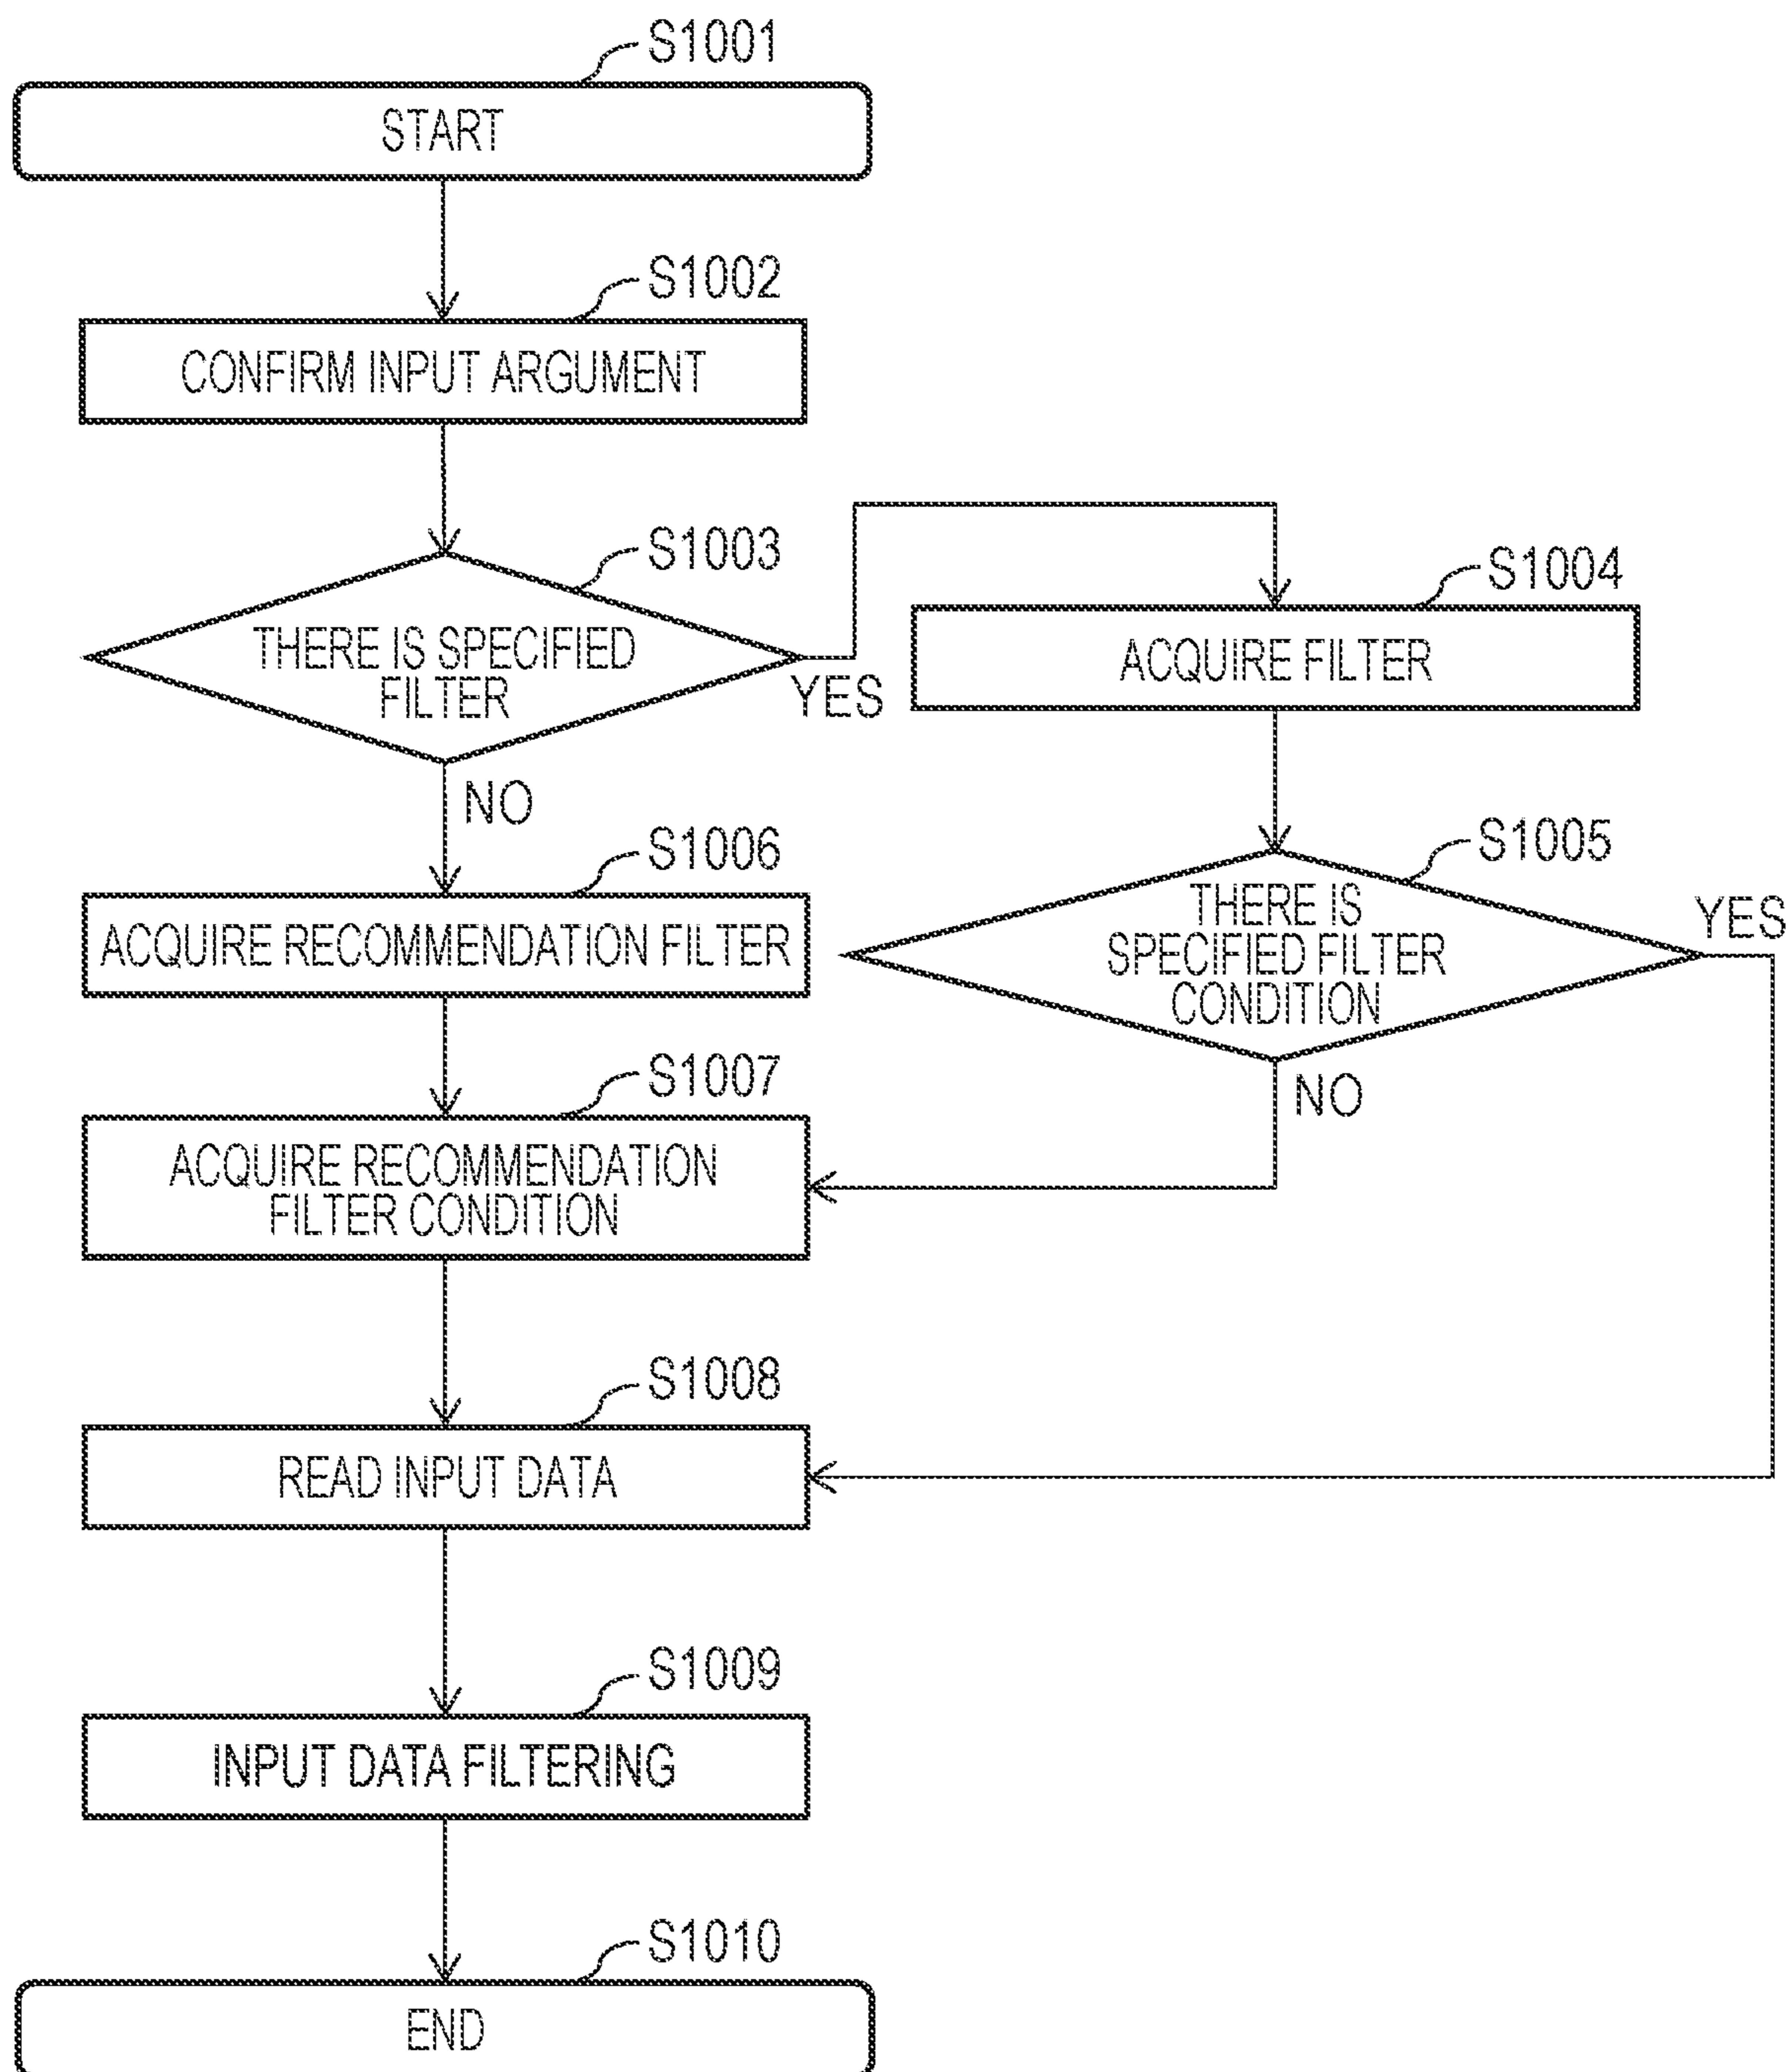 S1001
START
S1002
CONFIRM INPUT ARGUMENT
S1003
THERE IS SPECIFIED
FILTER
YES
NO
S1004
ACQUIRE FILTER
S1005
THERE IS
SPECIFIED FILTER
CONDITION
YES
NO
S1006
ACQUIRE RECOMMENDATION FILTER
S1007
ACQUIRE RECOMMENDATION
FILTER CONDITION
S1008
READ INPUT DATA
S1009
INPUT DATA FILTERING
S1010
END